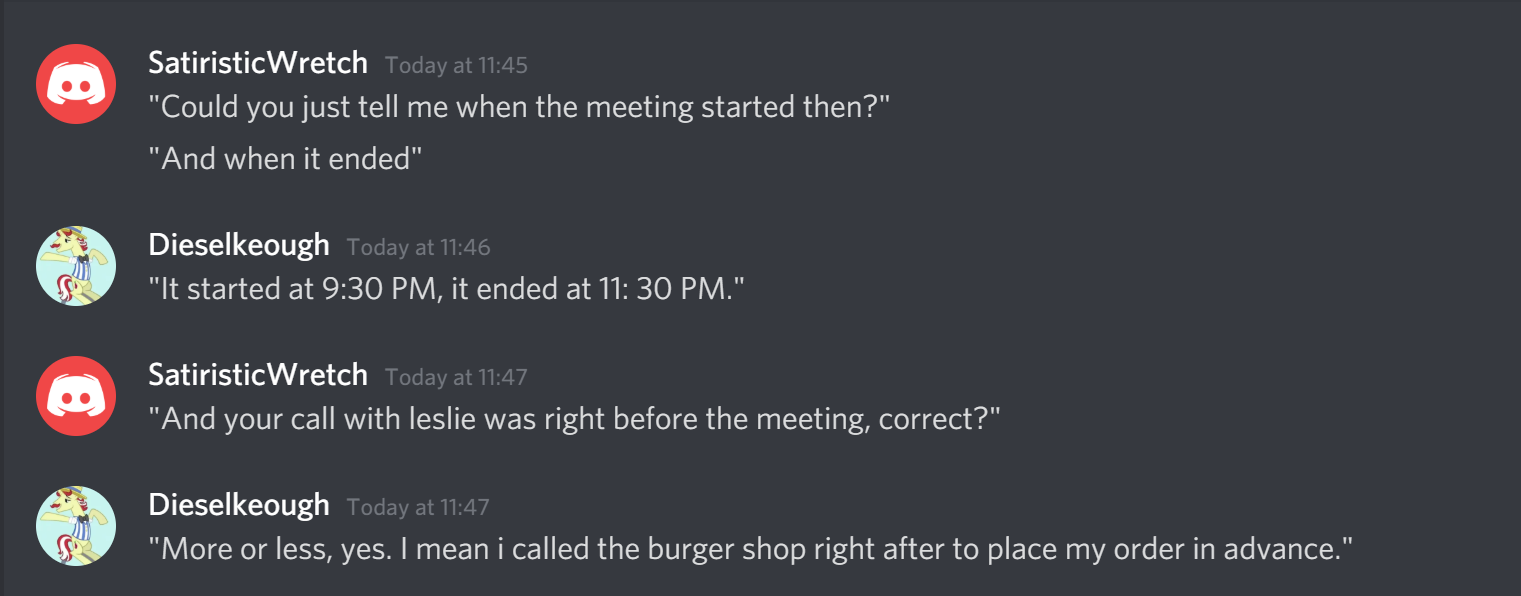 SatiristicWretch Today at 11:45
"Could you just tell me when the meeting started then?"
"And when it ended"
Dieselkeough Today at 11:46
"It started at 9:30 PM, it ended at 11: 30 PM."
SatiristicWretch Today at 11:47
"And your call with leslie was right before the meeting, correct?"
Dieselkeough Today at 11:47
"More or less, yes. I mean i called the burger shop right after to place my order in advance."